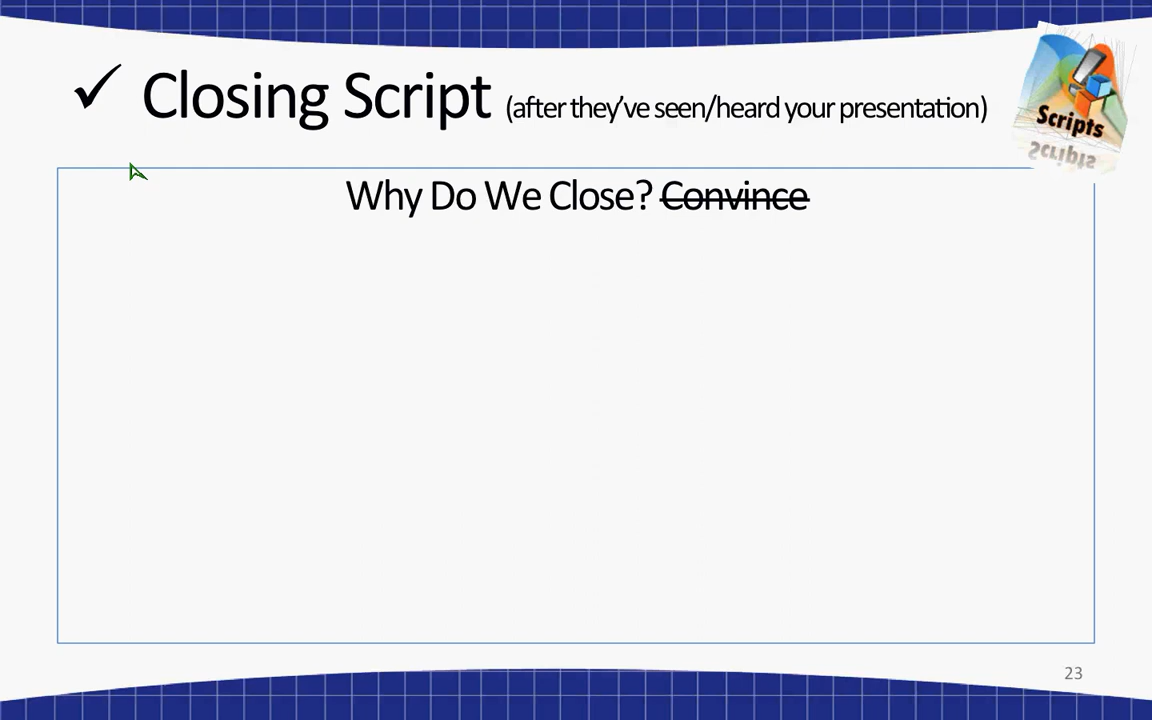 ✓ Closing Script (after they've seen/heard your presentation)
Scripts
Why Do We Close? Convince
23